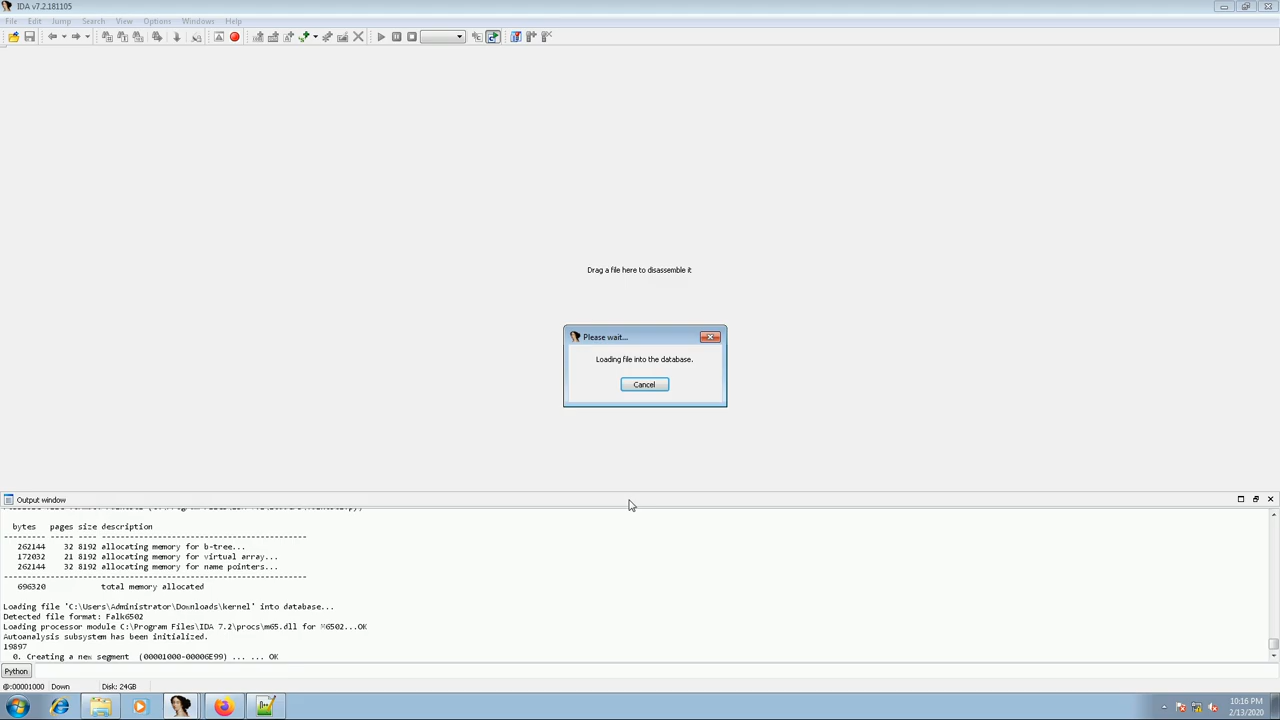 IDA v7.2.181105
File Edit Jump Search View Options Windows Help
Drag a file here to disassemble it
Please wait...
Loading file into the database.
Cancel
Output window
bytes pages size description
--------- ----- ---- --------------------------------------------
262144 32 8192 allocating memory for b-tree...
172032 21 8192 allocating memory for virtual array...
262144 32 8192 allocating memory for name pointers...
-----------------------------------------------------------------
696320 total memory allocated
Loading file 'C:\Users\Administrator\Downloads\kernel' into database...
Detected file format: Falk6502
Loading processor module C:\Program Files\IDA 7.2\procs\m65.dll for M6502...OK
Autoanalysis subsystem has been initialized.
19897
0. Creating a new segment (00001000-00006E99) ... ... OK
Python
@:00001000 Down Disk: 24GB
10:16 PM
2/13/2020